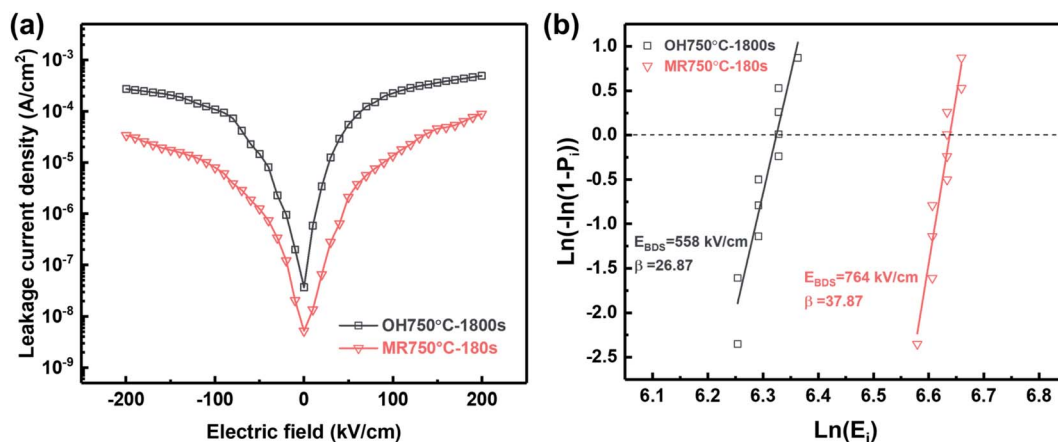 (a)
Leakage current density (A/cm²)
10⁻³
10⁻⁴
10⁻⁵
10⁻⁶
10⁻⁷
10⁻⁸
10⁻⁹
OH750°C-1800s
MR750°C-180s
-200 -100 0 100 200
Electric field (kV/cm)
(b)
Ln(-ln(1-Pᵢ))
1.0
0.5
0.0
-0.5
-1.0
-1.5
-2.0
-2.5
OH750°C-1800s
MR750°C-180s
E_BDS=558 kV/cm
β=26.87
E_BDS=764 kV/cm
β=37.87
6.1 6.2 6.3 6.4 6.5 6.6 6.7 6.8
Ln(Eᵢ)